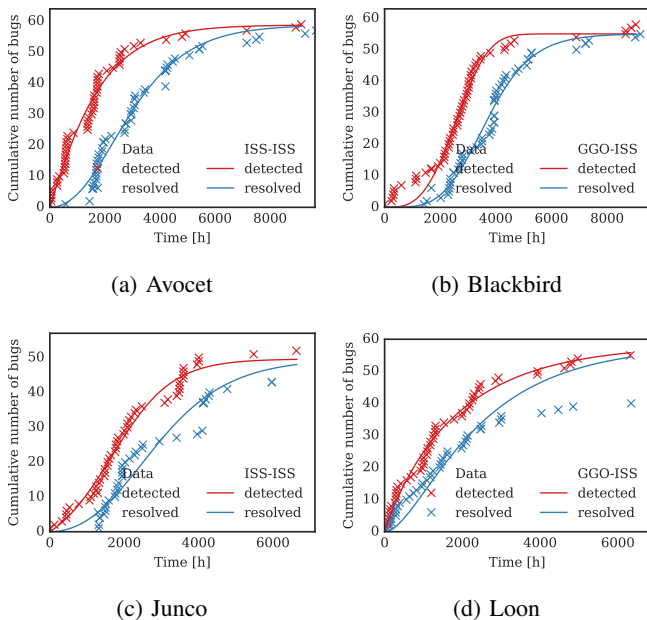 60
50
40
30
20
10
0
Cumulative number of bugs
Data ISS-ISS
detected detected
resolved resolved
0 2000 4000 6000 8000
Time [h]
(a) Avocet
60
50
40
30
20
10
0
Cumulative number of bugs
Data GGO-ISS
detected detected
resolved resolved
0 2000 4000 6000 8000
Time [h]
(b) Blackbird
50
40
30
20
10
0
Cumulative number of bugs
Data ISS-ISS
detected detected
resolved resolved
0 2000 4000 6000
Time [h]
(c) Junco
60
50
40
30
20
10
0
Cumulative number of bugs
Data GGO-ISS
detected detected
resolved resolved
0 2000 4000 6000
Time [h]
(d) Loon